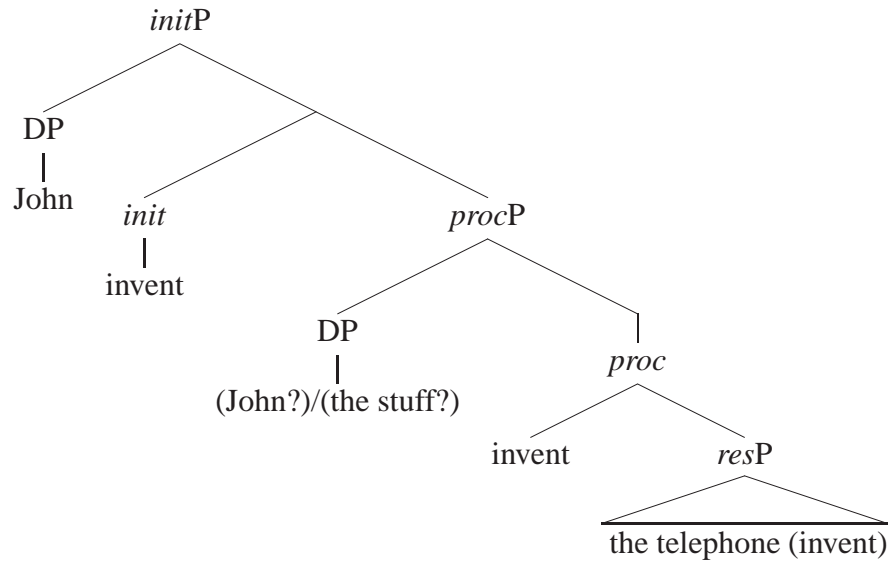 initP
DP
John
init
procP
invent
DP
proc
(John?)/(the stuff?)
invent
resP
the telephone (invent)